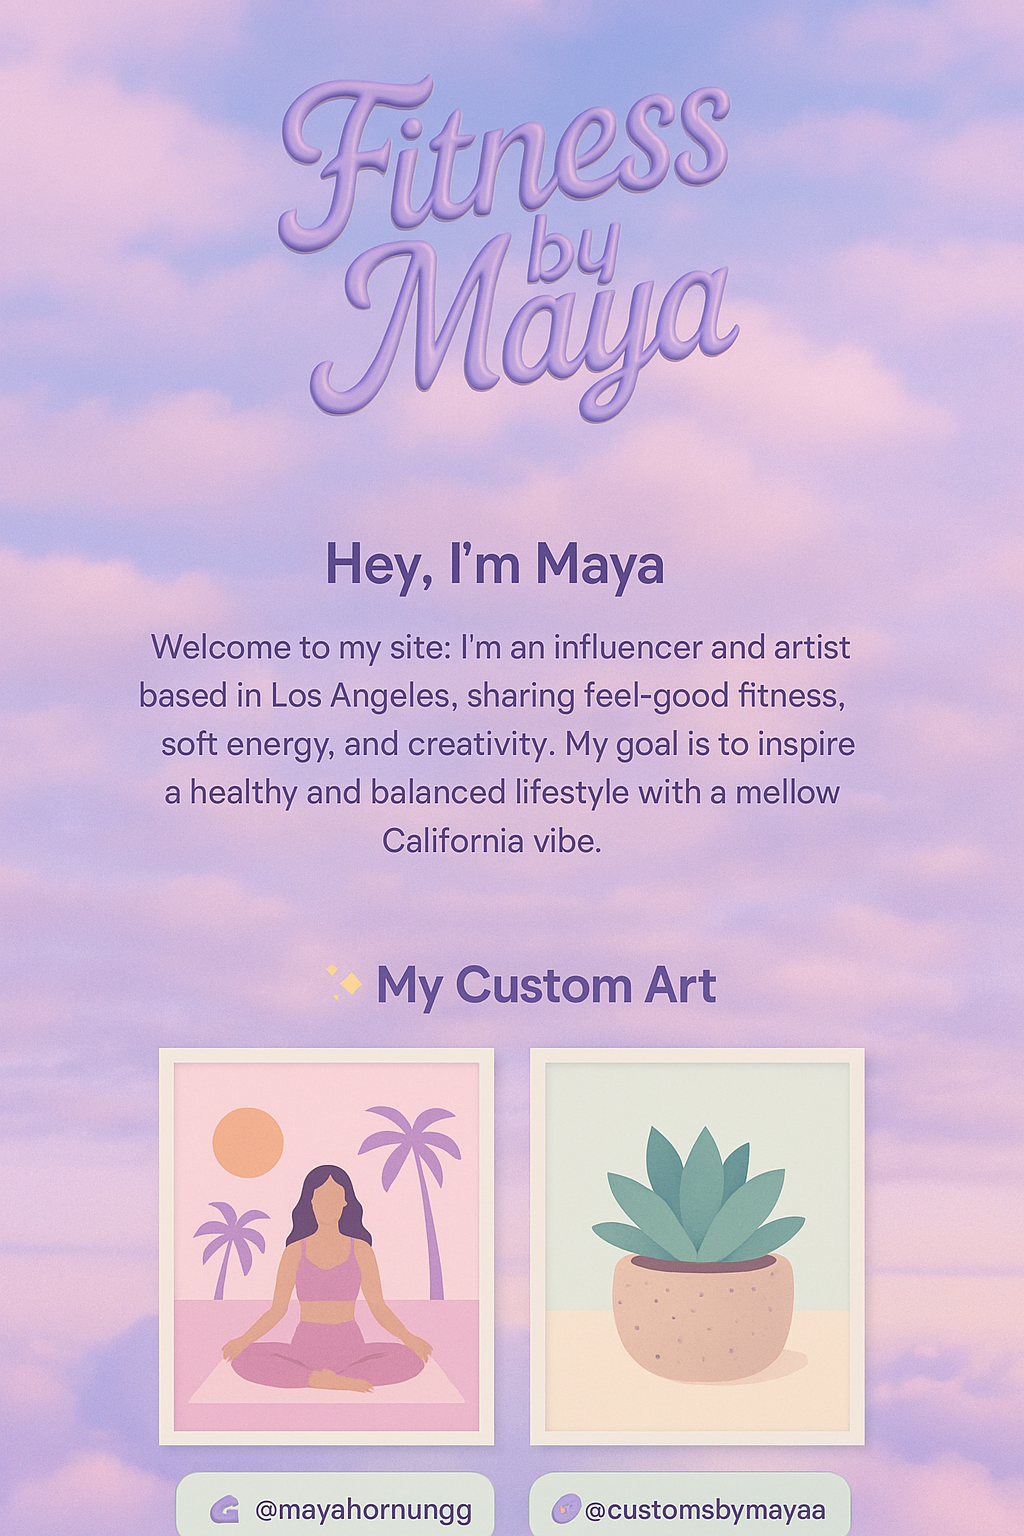 Fitness
by
Maya
Hey, I'm Maya
Welcome to my site: I'm an influencer and artist
based in Los Angeles, sharing feel-good fitness,
soft energy, and creativity. My goal is to inspire
a healthy and balanced lifestyle with a mellow
California vibe.
My Custom Art
@mayahornungg
@customsbymayaa